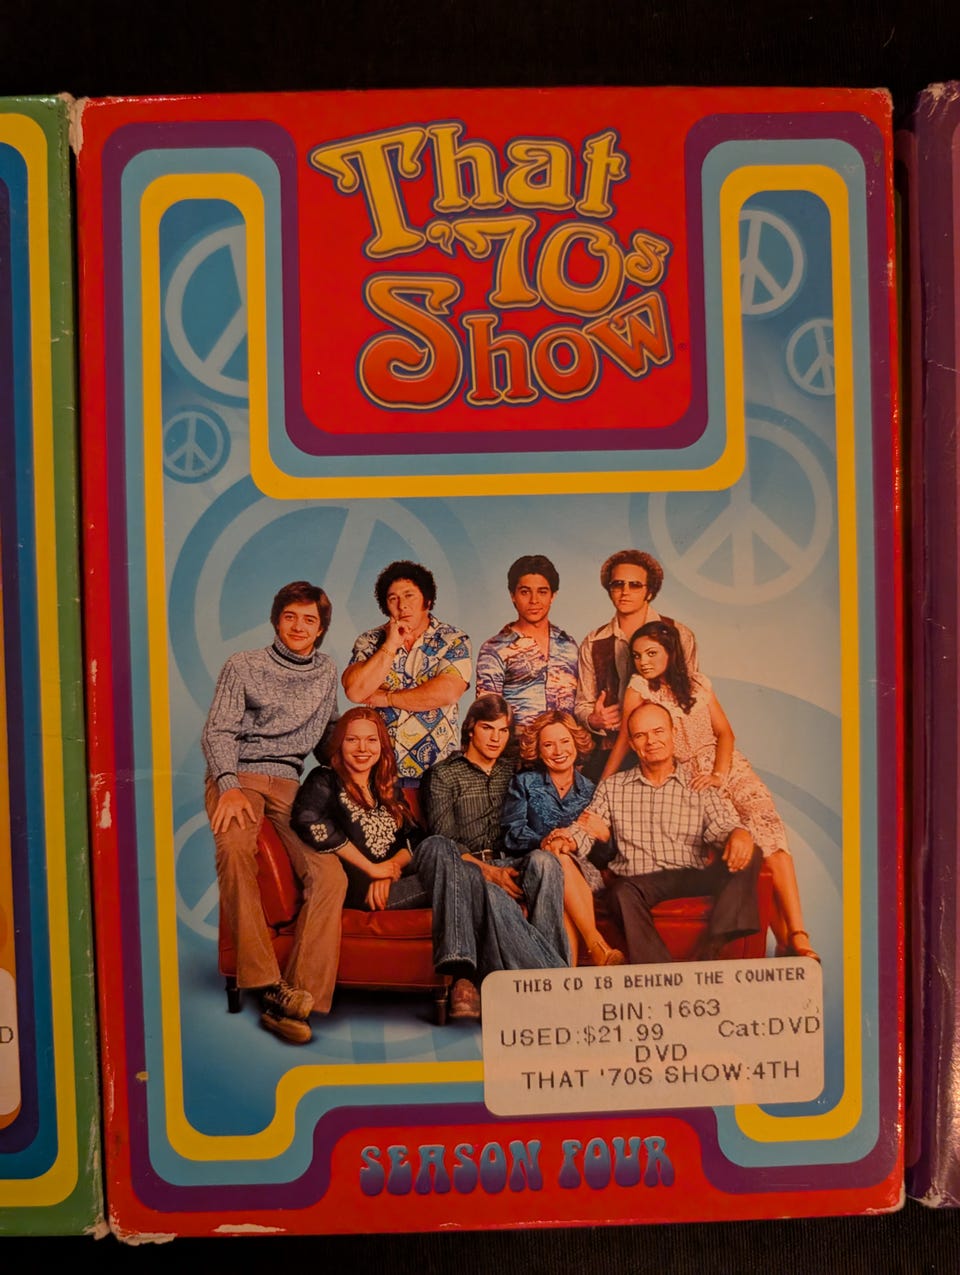 That
'70s
Show®
THIS CD IS BEHIND THE COUNTER
BIN: 1663
USED:$21.99 Cat:DVD
DVD
THAT '70S SHOW:4TH
SEASON FOUR
D